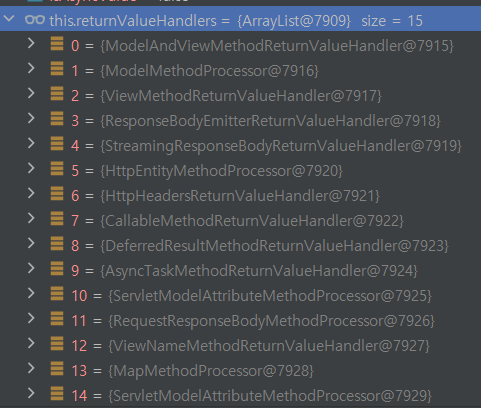 this.returnValueHandlers = {ArrayList@7909} size = 15
0 = {ModelAndViewMethodReturnValueHandler@7915}
1 = {ModelMethodProcessor@7916}
2 = {ViewMethodReturnValueHandler@7917}
3 = {ResponseBodyEmitterReturnValueHandler@7918}
4 = {StreamingResponseBodyReturnValueHandler@7919}
5 = {HttpEntityMethodProcessor@7920}
6 = {HttpHeadersReturnValueHandler@7921}
7 = {CallableMethodReturnValueHandler@7922}
8 = {DeferredResultMethodReturnValueHandler@7923}
9 = {AsyncTaskMethodReturnValueHandler@7924}
10 = {ServletModelAttributeMethodProcessor@7925}
11 = {RequestResponseBodyMethodProcessor@7926}
12 = {ViewNameMethodReturnValueHandler@7927}
13 = {MapMethodProcessor@7928}
14 = {ServletModelAttributeMethodProcessor@7929}